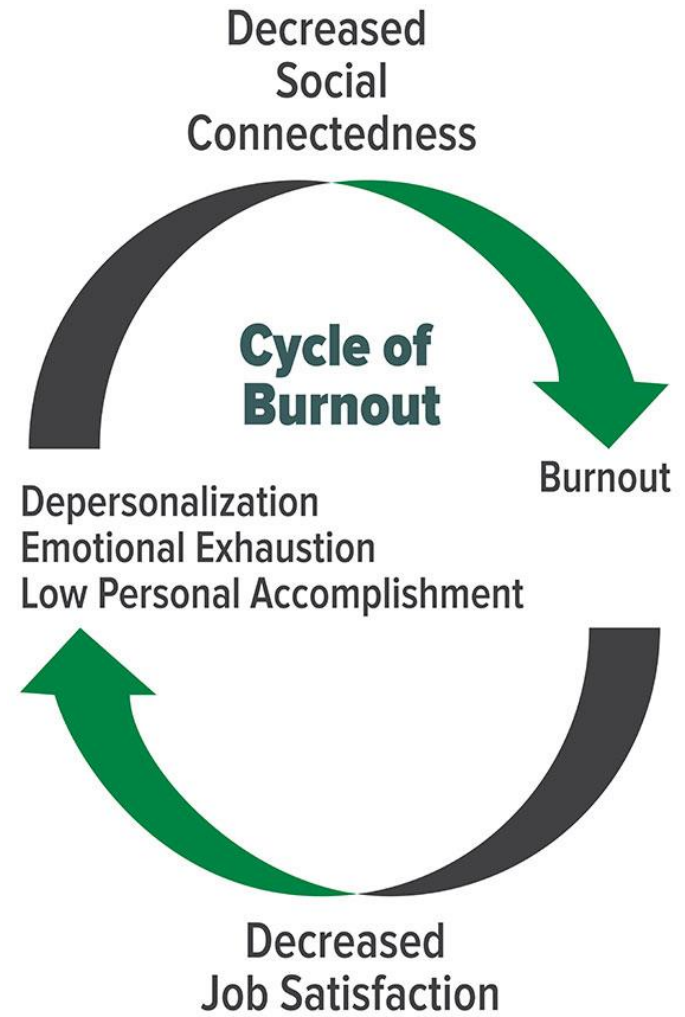 Decreased
Social
Connectedness
Cycle of
Burnout
Burnout
Depersonalization
Emotional Exhaustion
Low Personal Accomplishment
Decreased
Job Satisfaction